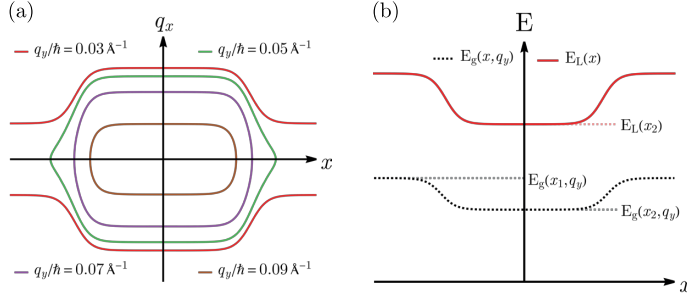 (a)
q_x
q_y/ħ = 0.03 Å⁻¹
q_y/ħ = 0.05 Å⁻¹
x
q_y/ħ = 0.07 Å⁻¹
q_y/ħ = 0.09 Å⁻¹
(b)
E
E_g(x, q_y)
E_L(x)
E_L(x_2)
E_g(x_1, q_y)
E_g(x_2, q_y)
x